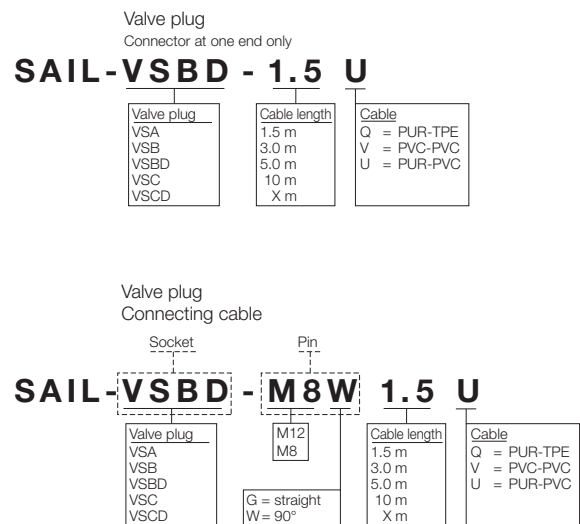 Valve plug
Connector at one end only
SAIL-VSBD - 1.5 U
Valve plug
VSA
VSB
VSBD
VSC
VSCD
Cable length
1.5 m
3.0 m
5.0 m
10 m
X m
Cable
Q = PUR-TPE
V = PVC-PVC
U = PUR-PVC
Valve plug
Connecting cable
Socket
Pin
SAIL-VSBD - M8W 1.5 U
Valve plug
VSA
VSB
VSBD
VSC
VSCD
M12
M8
G = straight
W = 90°
Cable length
1.5 m
3.0 m
5.0 m
10 m
X m
Cable
Q = PUR-TPE
V = PVC-PVC
U = PUR-PVC